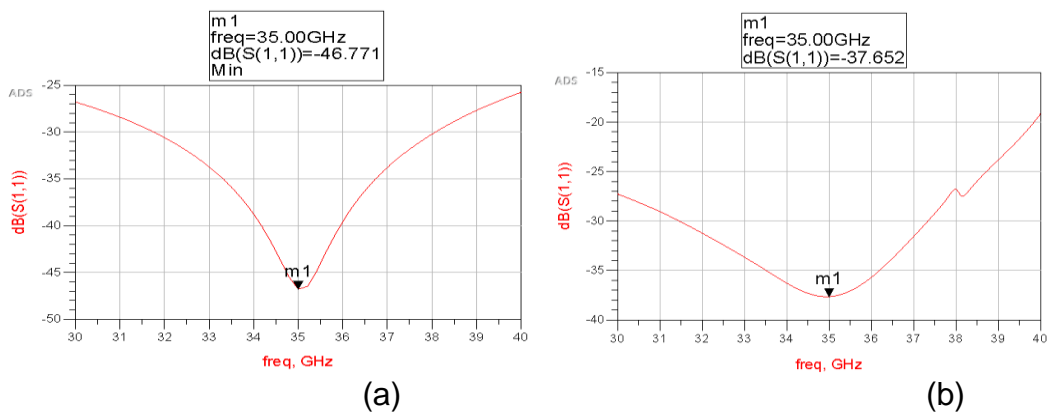 m1
freq=35.00GHz
dB(S(1,1))=-46.771
Min
ADS
-25
-30
-35
-40
-45
-50
dB(S(1,1))
m1
30 31 32 33 34 35 36 37 38 39 40
freq, GHz
(a)
m1
freq=35.00GHz
dB(S(1,1))=-37.652
ADS
-15
-20
-25
-30
-35
-40
dB(S(1,1))
m1
30 31 32 33 34 35 36 37 38 39 40
freq, GHz
(b)